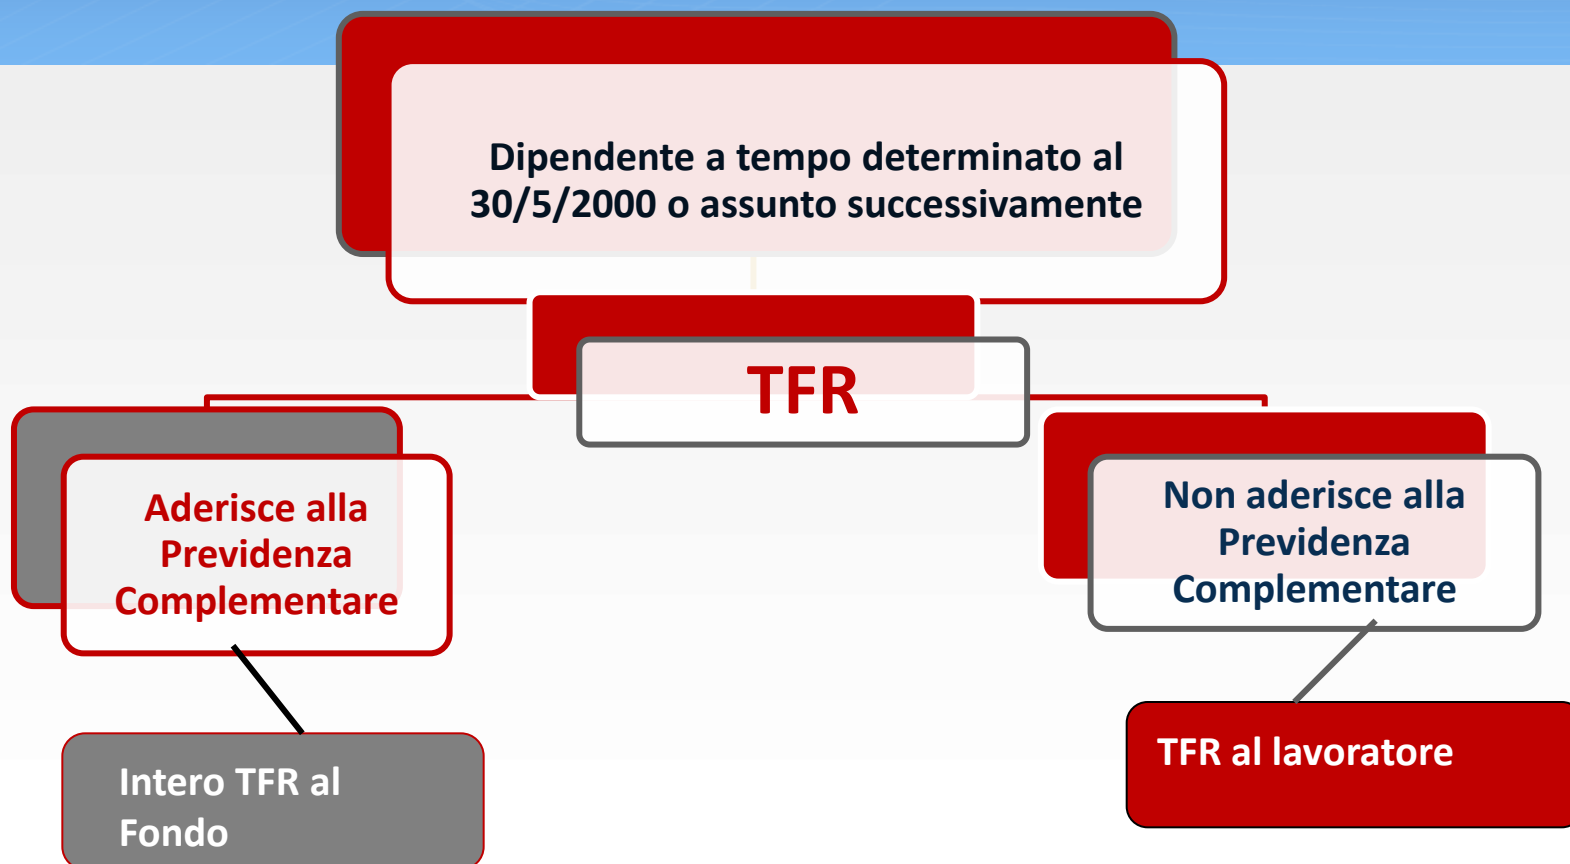 Dipendente a tempo determinato al
30/5/2000 o assunto successivamente
TFR
Aderisce alla
Previdenza
Complementare
Non aderisce alla
Previdenza
Complementare
Intero TFR al
Fondo
TFR al lavoratore